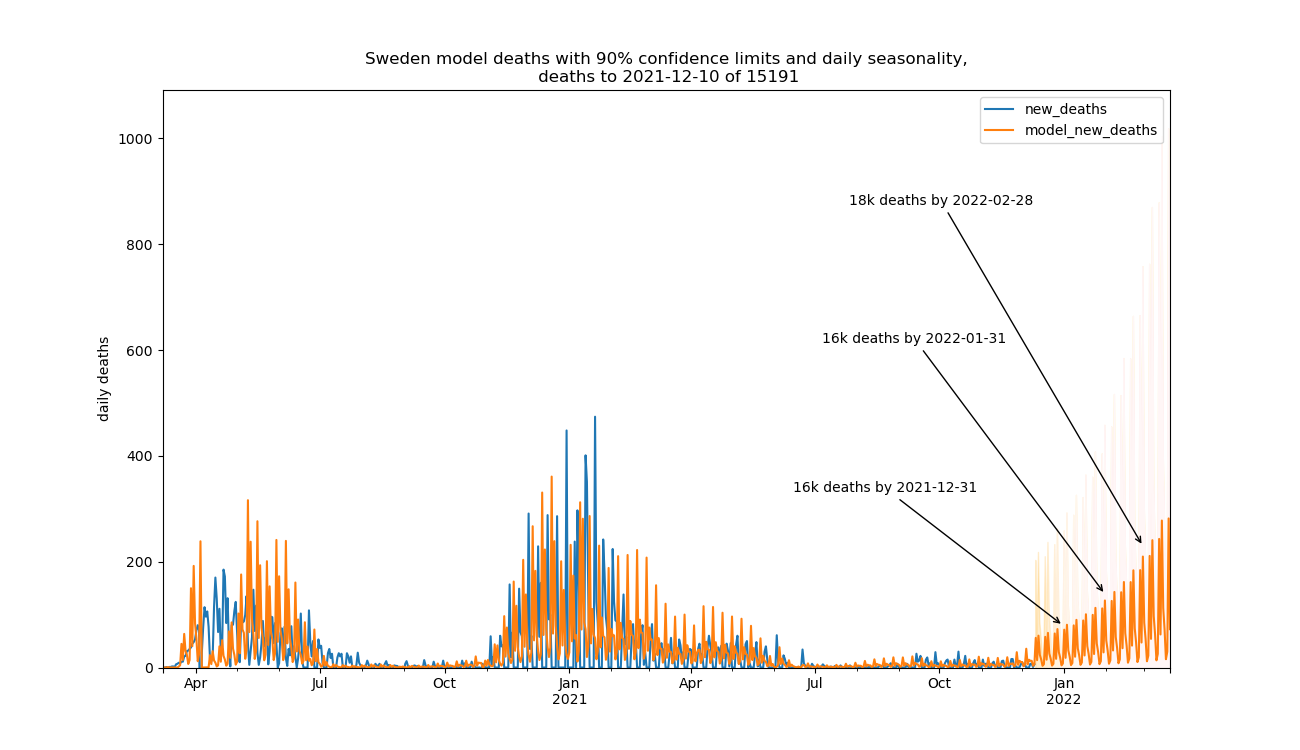 Sweden model deaths with 90% confidence limits and daily seasonality,
deaths to 2021-12-10 of 15191
new_deaths
model_new_deaths
1000
800
600
400
200
0
daily deaths
18k deaths by 2022-02-28
16k deaths by 2022-01-31
16k deaths by 2021-12-31
Apr
Jul
Oct
Jan
2021
Apr
Jul
Oct
Jan
2022